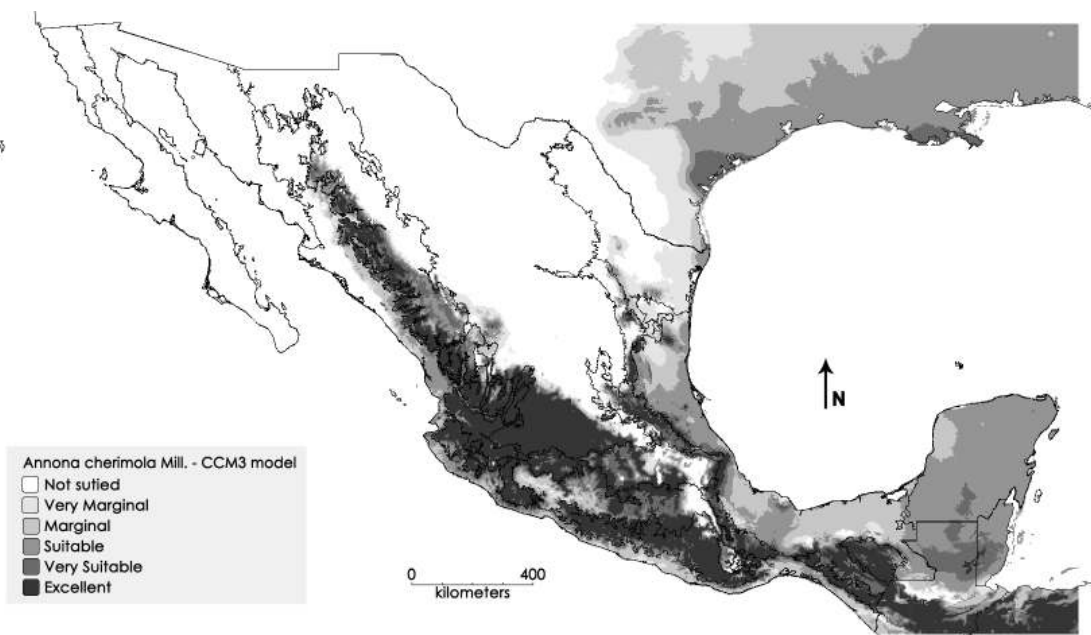 N
Annona cherimola Mill. - CCM3 model
Not sutied
Very Marginal
Marginal
Suitable
Very Suitable
Excellent
0 400
kilometers